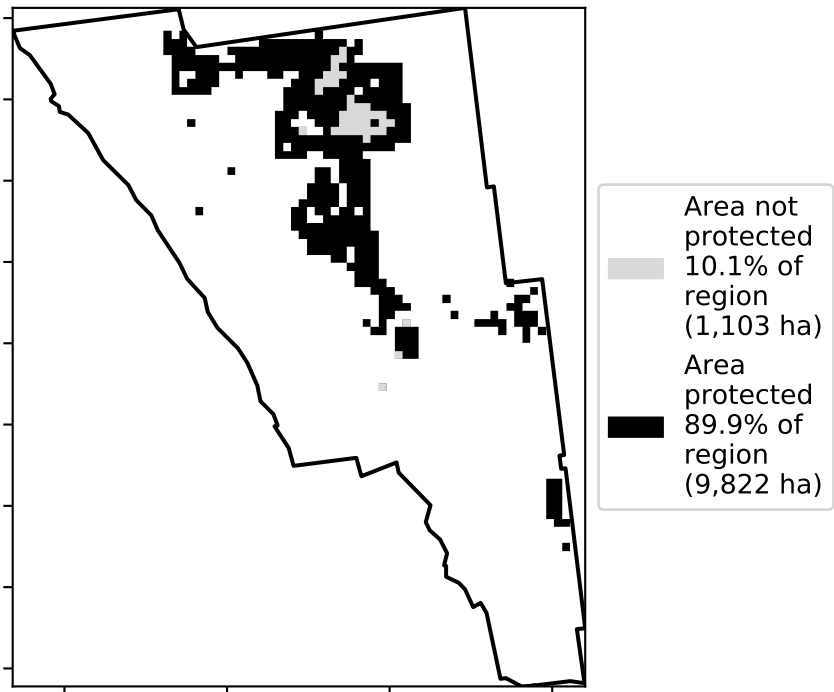 Area not
protected
10.1% of
region
(1,103 ha)
Area
protected
89.9% of
region
(9,822 ha)